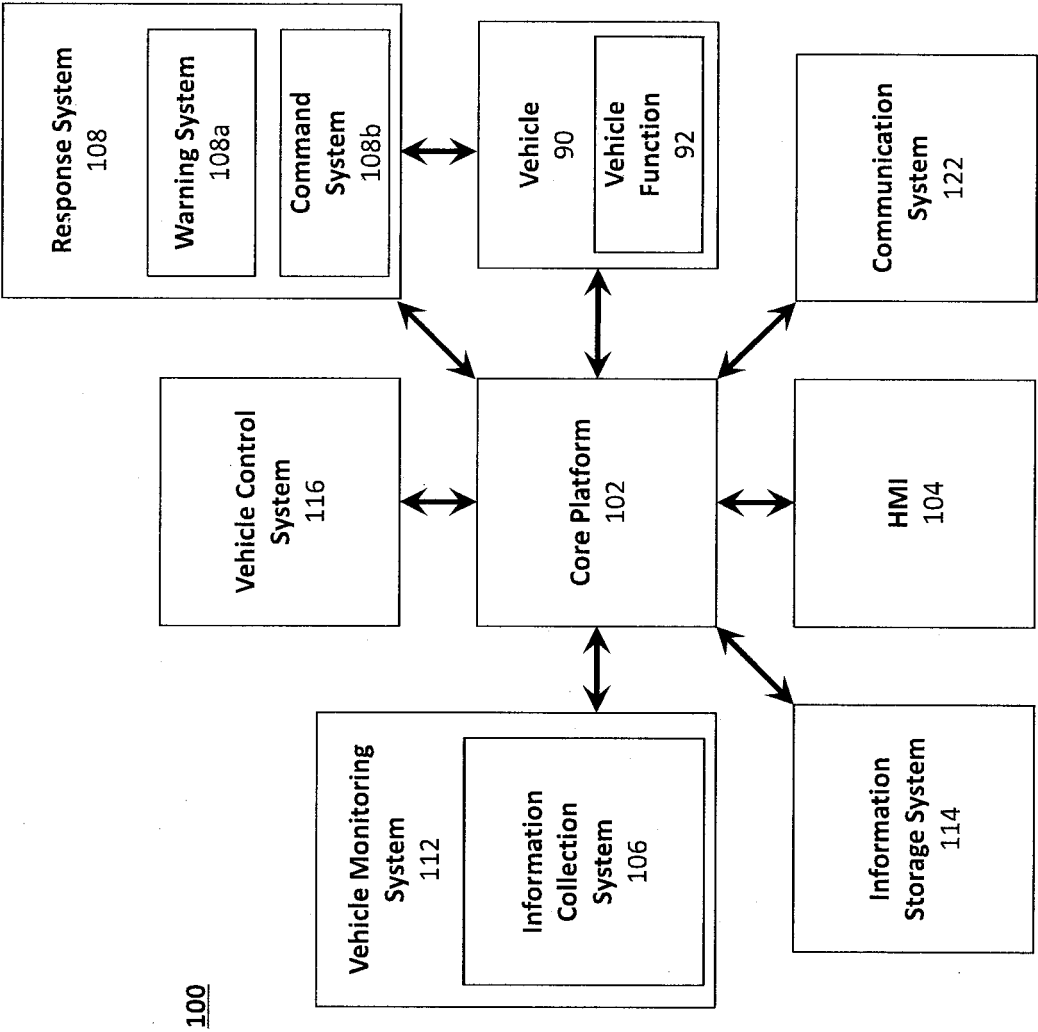 100
Vehicle Monitoring
System
112
Information
Collection
System
106
Information
Storage System
114
Vehicle Control
System
116
Core Platform
102
HMI
104
Response System
108
Warning System
108a
Command
System
108b
Vehicle
90
Vehicle
Function
92
Communication
System
122